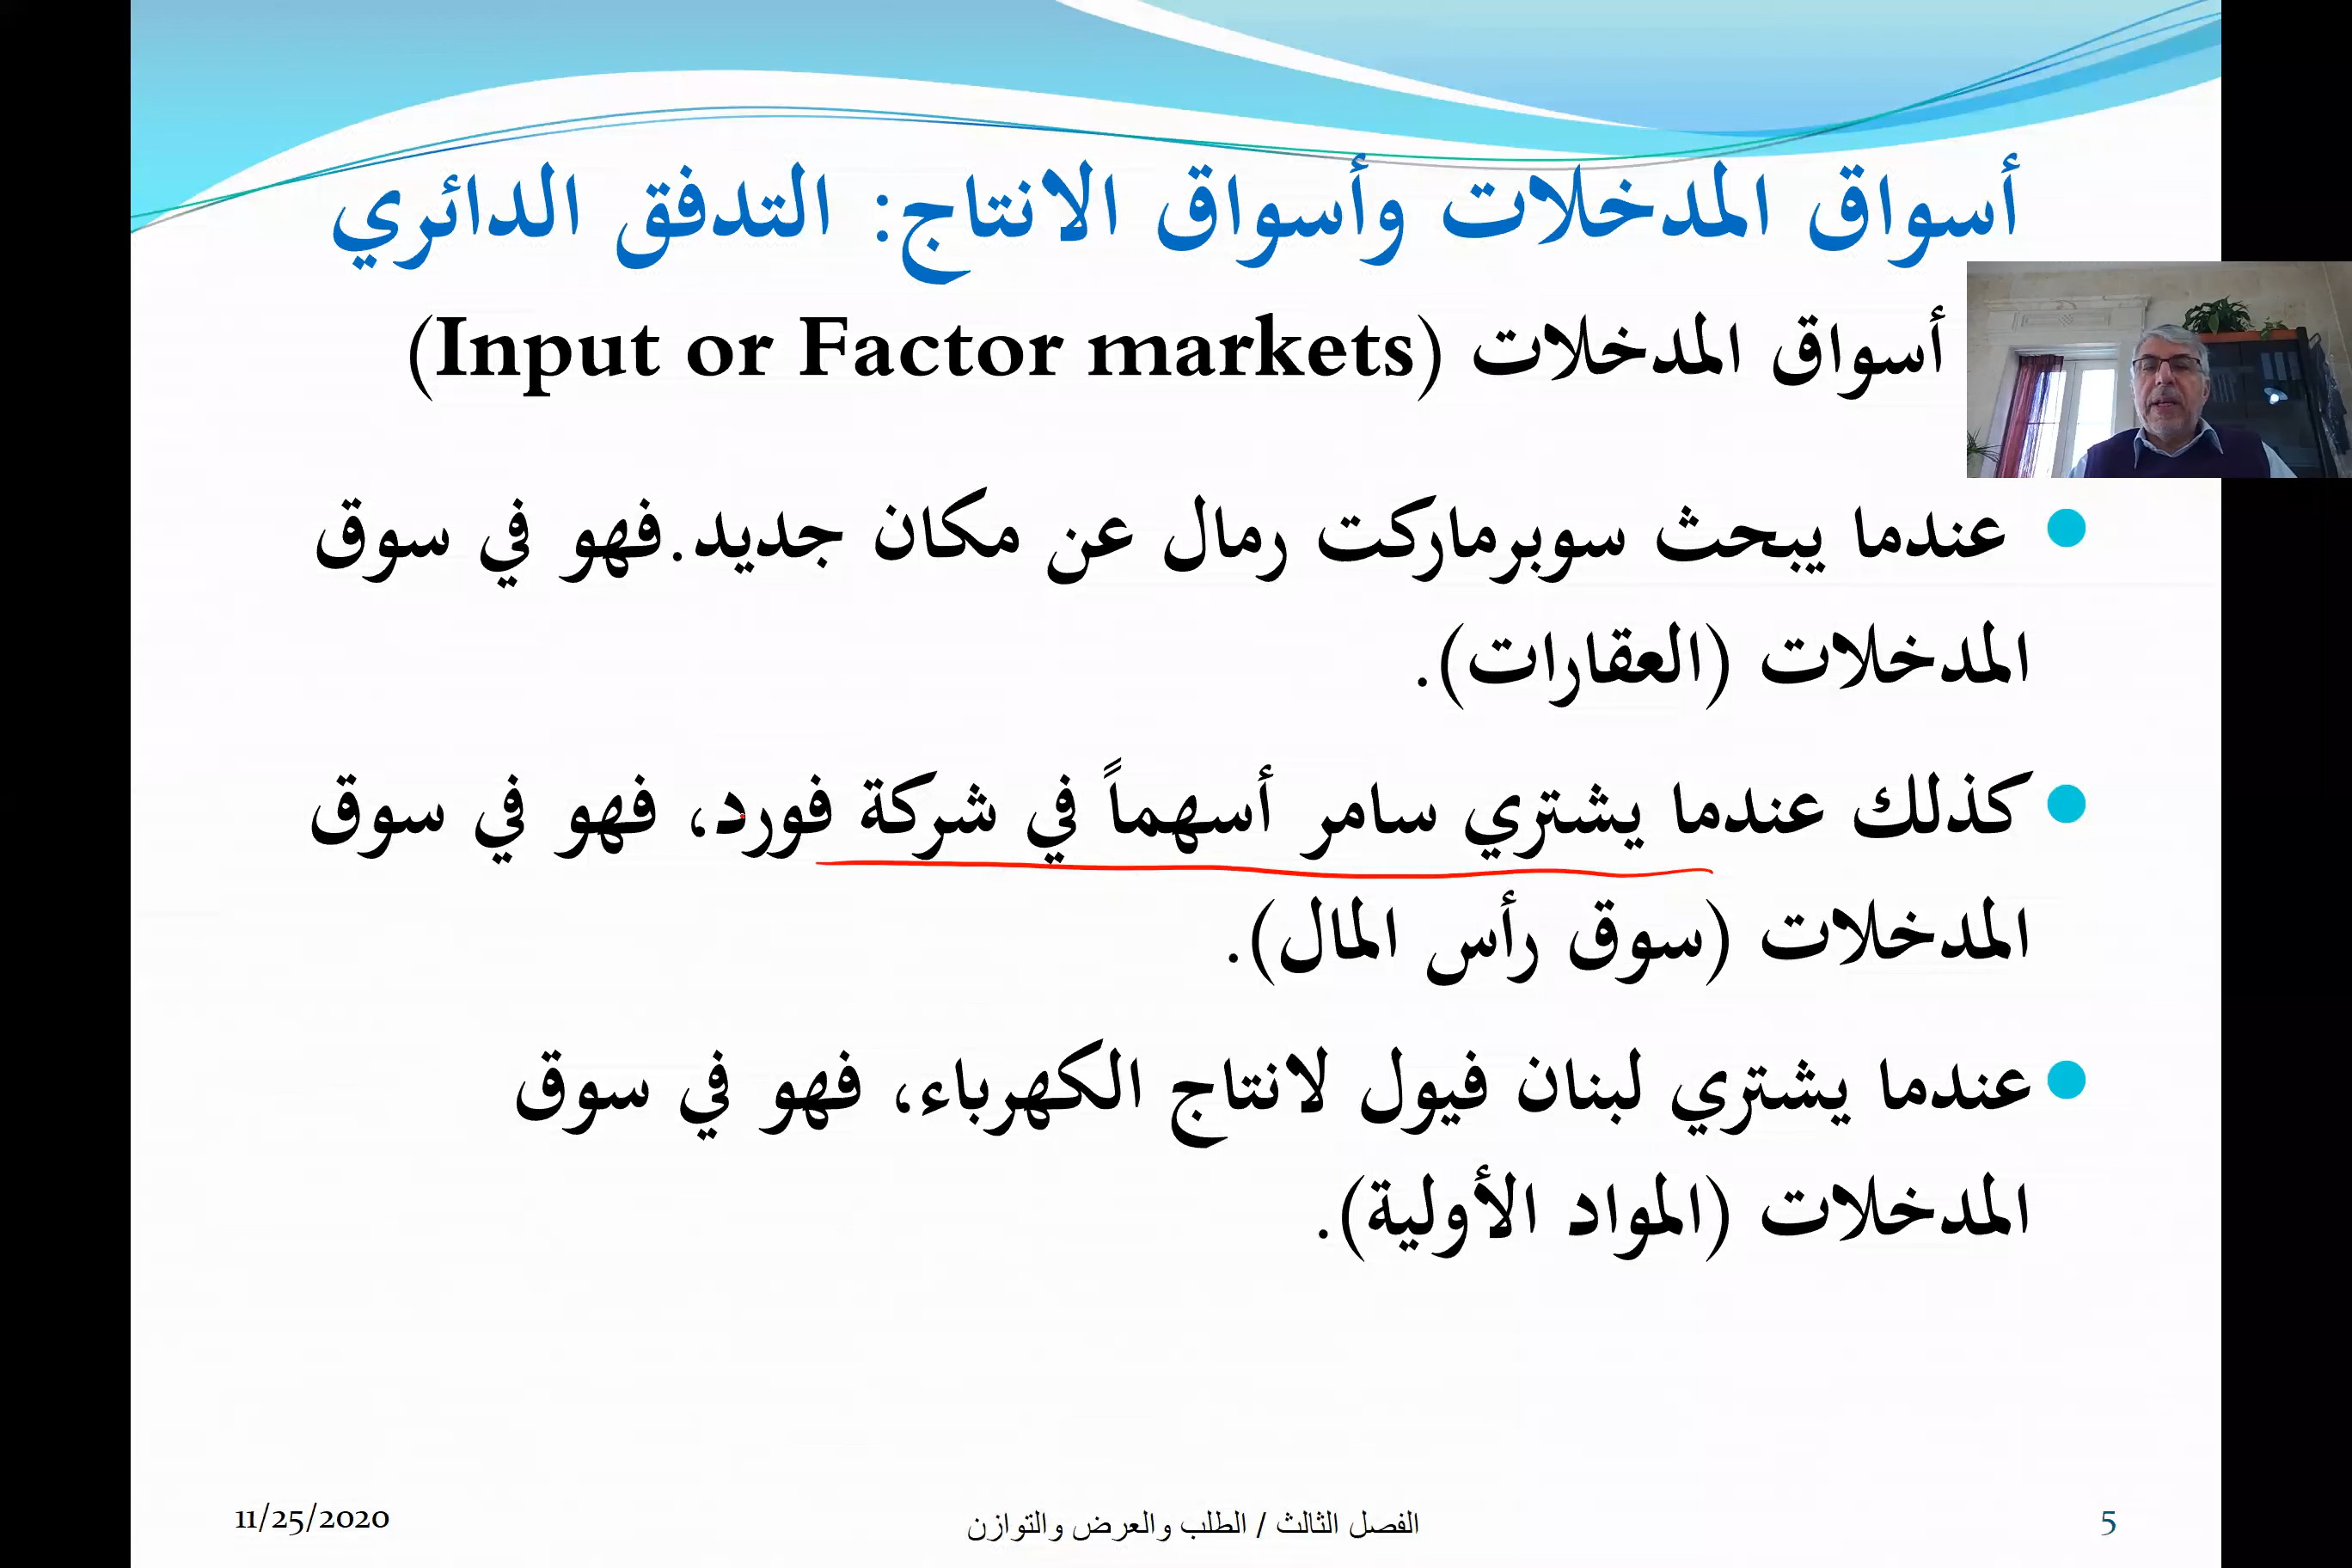 أسواق المدخلات وأسواق الانتاج: التدفق الدائري
أسواق المدخلات (Input or Factor markets)
عندما يبحث سوبرماركت رمال عن مكان جديد.فهو في سوق
المدخلات (العقارات).
كذلك عندما يشتري سامر أسهماً في شركة فورد، فهو في سوق
المدخلات (سوق رأس المال).
عندما يشتري لبنان فيول لانتاج الكهرباء، فهو في سوق
المدخلات (المواد الأولية).
11/25/2020
الفصل الثالث / الطلب والعرض والتوازن
5